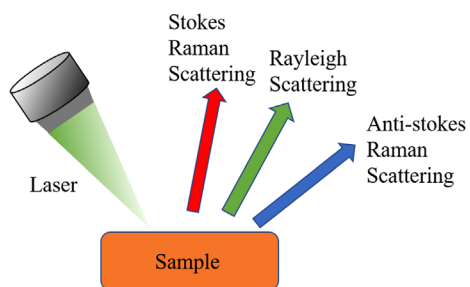 Stokes
Raman
Scattering
Rayleigh
Scattering
Anti-stokes
Raman
Scattering
Laser
Sample